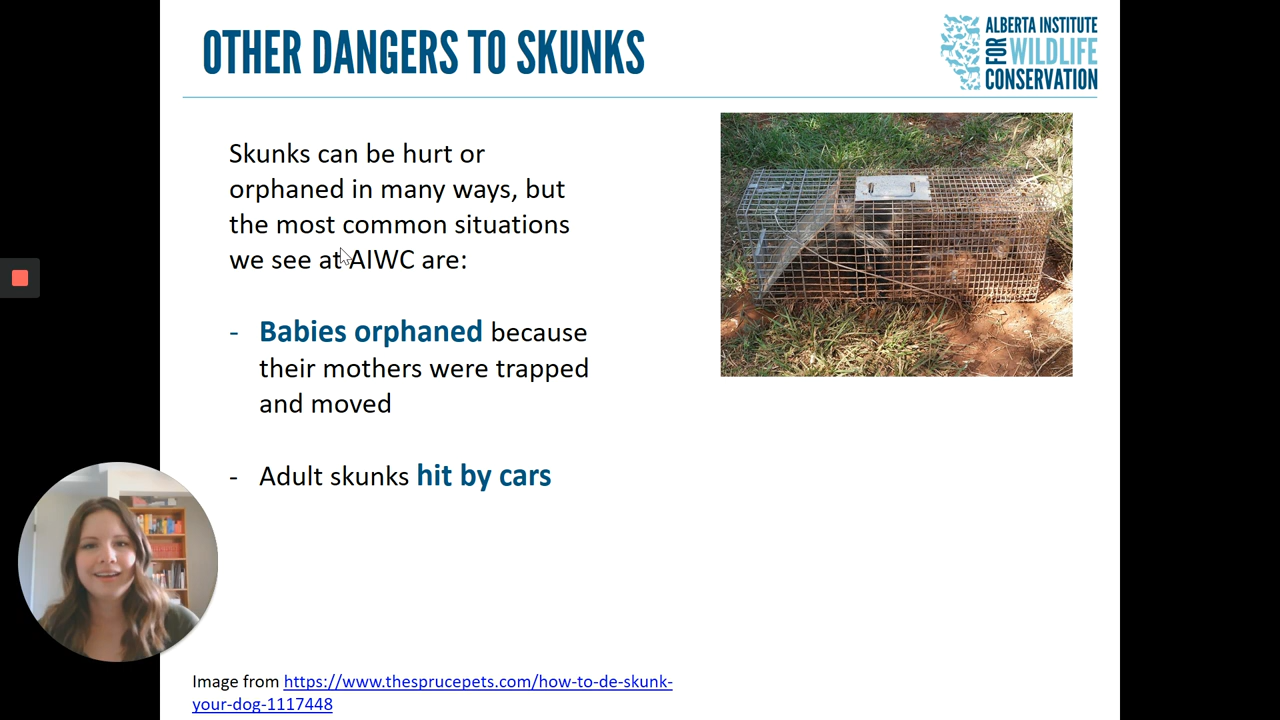 OTHER DANGERS TO SKUNKS
ALBERTA INSTITUTE
FOR WILDLIFE
CONSERVATION
Skunks can be hurt or
orphaned in many ways, but
the most common situations
we see at AIWC are:
- Babies orphaned because
their mothers were trapped
and moved
- Adult skunks hit by cars
Image from https://www.thesprucepets.com/how-to-de-skunk-
your-dog-1117448